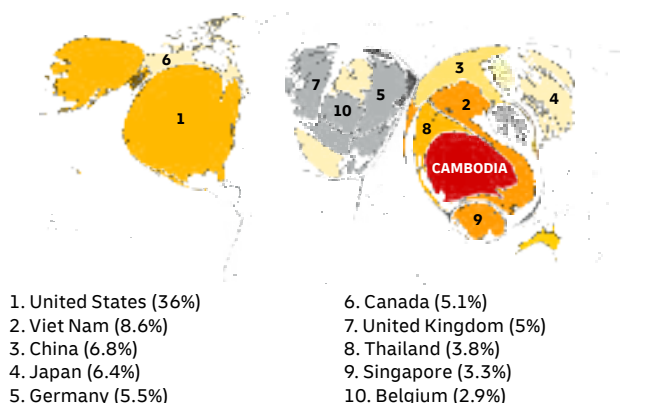 6
1
3
7
5
2
4
10
8
CAMBODIA
9
1. United States (36%)
2. Viet Nam (8.6%)
3. China (6.8%)
4. Japan (6.4%)
5. Germany (5.5%)
6. Canada (5.1%)
7. United Kingdom (5%)
8. Thailand (3.8%)
9. Singapore (3.3%)
10. Belgium (2.9%)